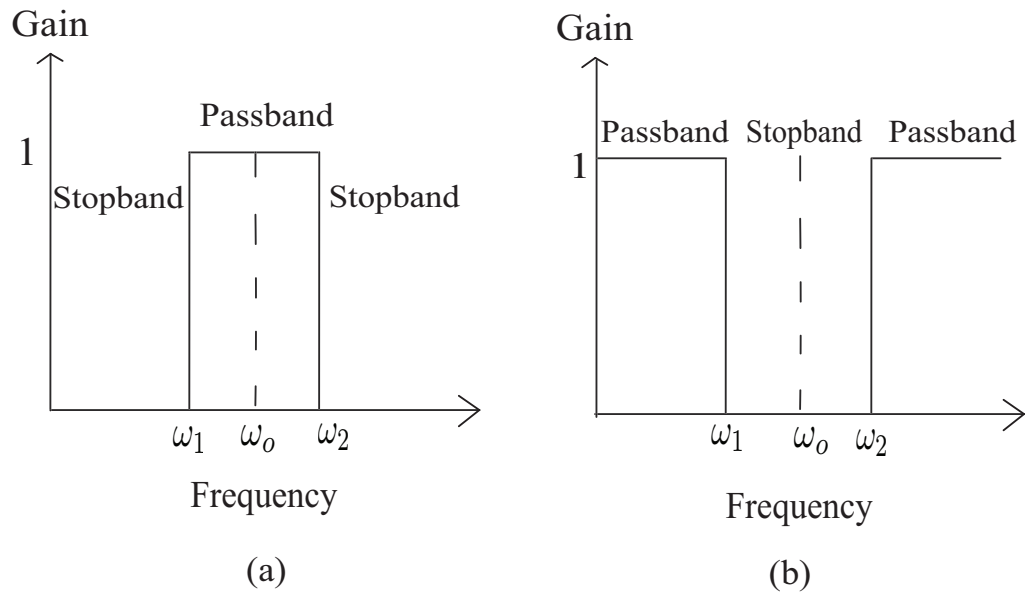 Gain
Passband
1
Stopband
Stopband
ω1 ωo ω2
Frequency
(a)
Gain
Passband Stopband Passband
1
ω1 ωo ω2
Frequency
(b)